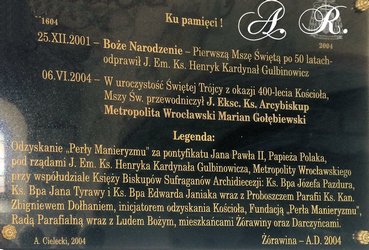 Ku pamięci !
A. R.
1604
2004
25.XII.2001 – Boże Narodzenie – Pierwszą Mszę Świętą po 50 latach-
odprawił J. Em. Ks. Henryk Kardynał Gulbinowicz
06.VI.2004 – W uroczystość Świętej Trójcy z okazji 400-lecia Kościoła,
Mszy Św. przewodniczył J. Eksc. Ks. Arcybiskup
Metropolita Wrocławski Marian Gołębiewski
Legenda:
Odzyskanie „Perły Manieryzmu" za pontyfikatu Jana Pawła II, Papieża Polaka,
pod rządami J. Em. Ks. Henryka Kardynała Gulbinowicza, Metropolity Wrocławskiego
przy współudziale Księży Biskupów Sufraganów Archidiecezji: Ks. Bpa Józefa Pazdura,
Ks. Bpa Jana Tyrawy i Ks. Bpa Edwarda Janiaka wraz z Proboszczem Parafii Ks. Kan.
Zbigniewem Dołhaniem, inicjatorem odzyskania Kościoła, Fundacją „Perła Manieryzmu",
Radą Parafialną wraz z Ludem Bożym, mieszkańcami Żórawiny oraz Darczyńcami.
A. Cielecki, 2004
Żórawina – A.D. 2004